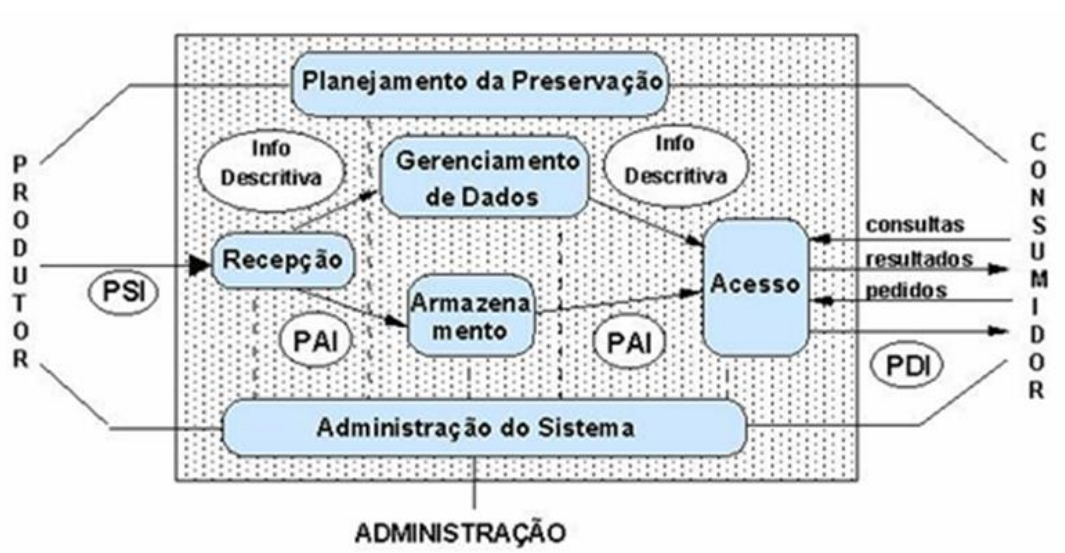 Planejamento da Preservação
PRODUTOR
CONSUMIDOR
Info
Descritiva
Gerenciamento
de Dados
Info
Descritiva
Recepção
PSI
Armazena
mento
Acesso
consultas
resultados
pedidos
PAI
PAI
PDI
Administração do Sistema
ADMINISTRAÇÃO